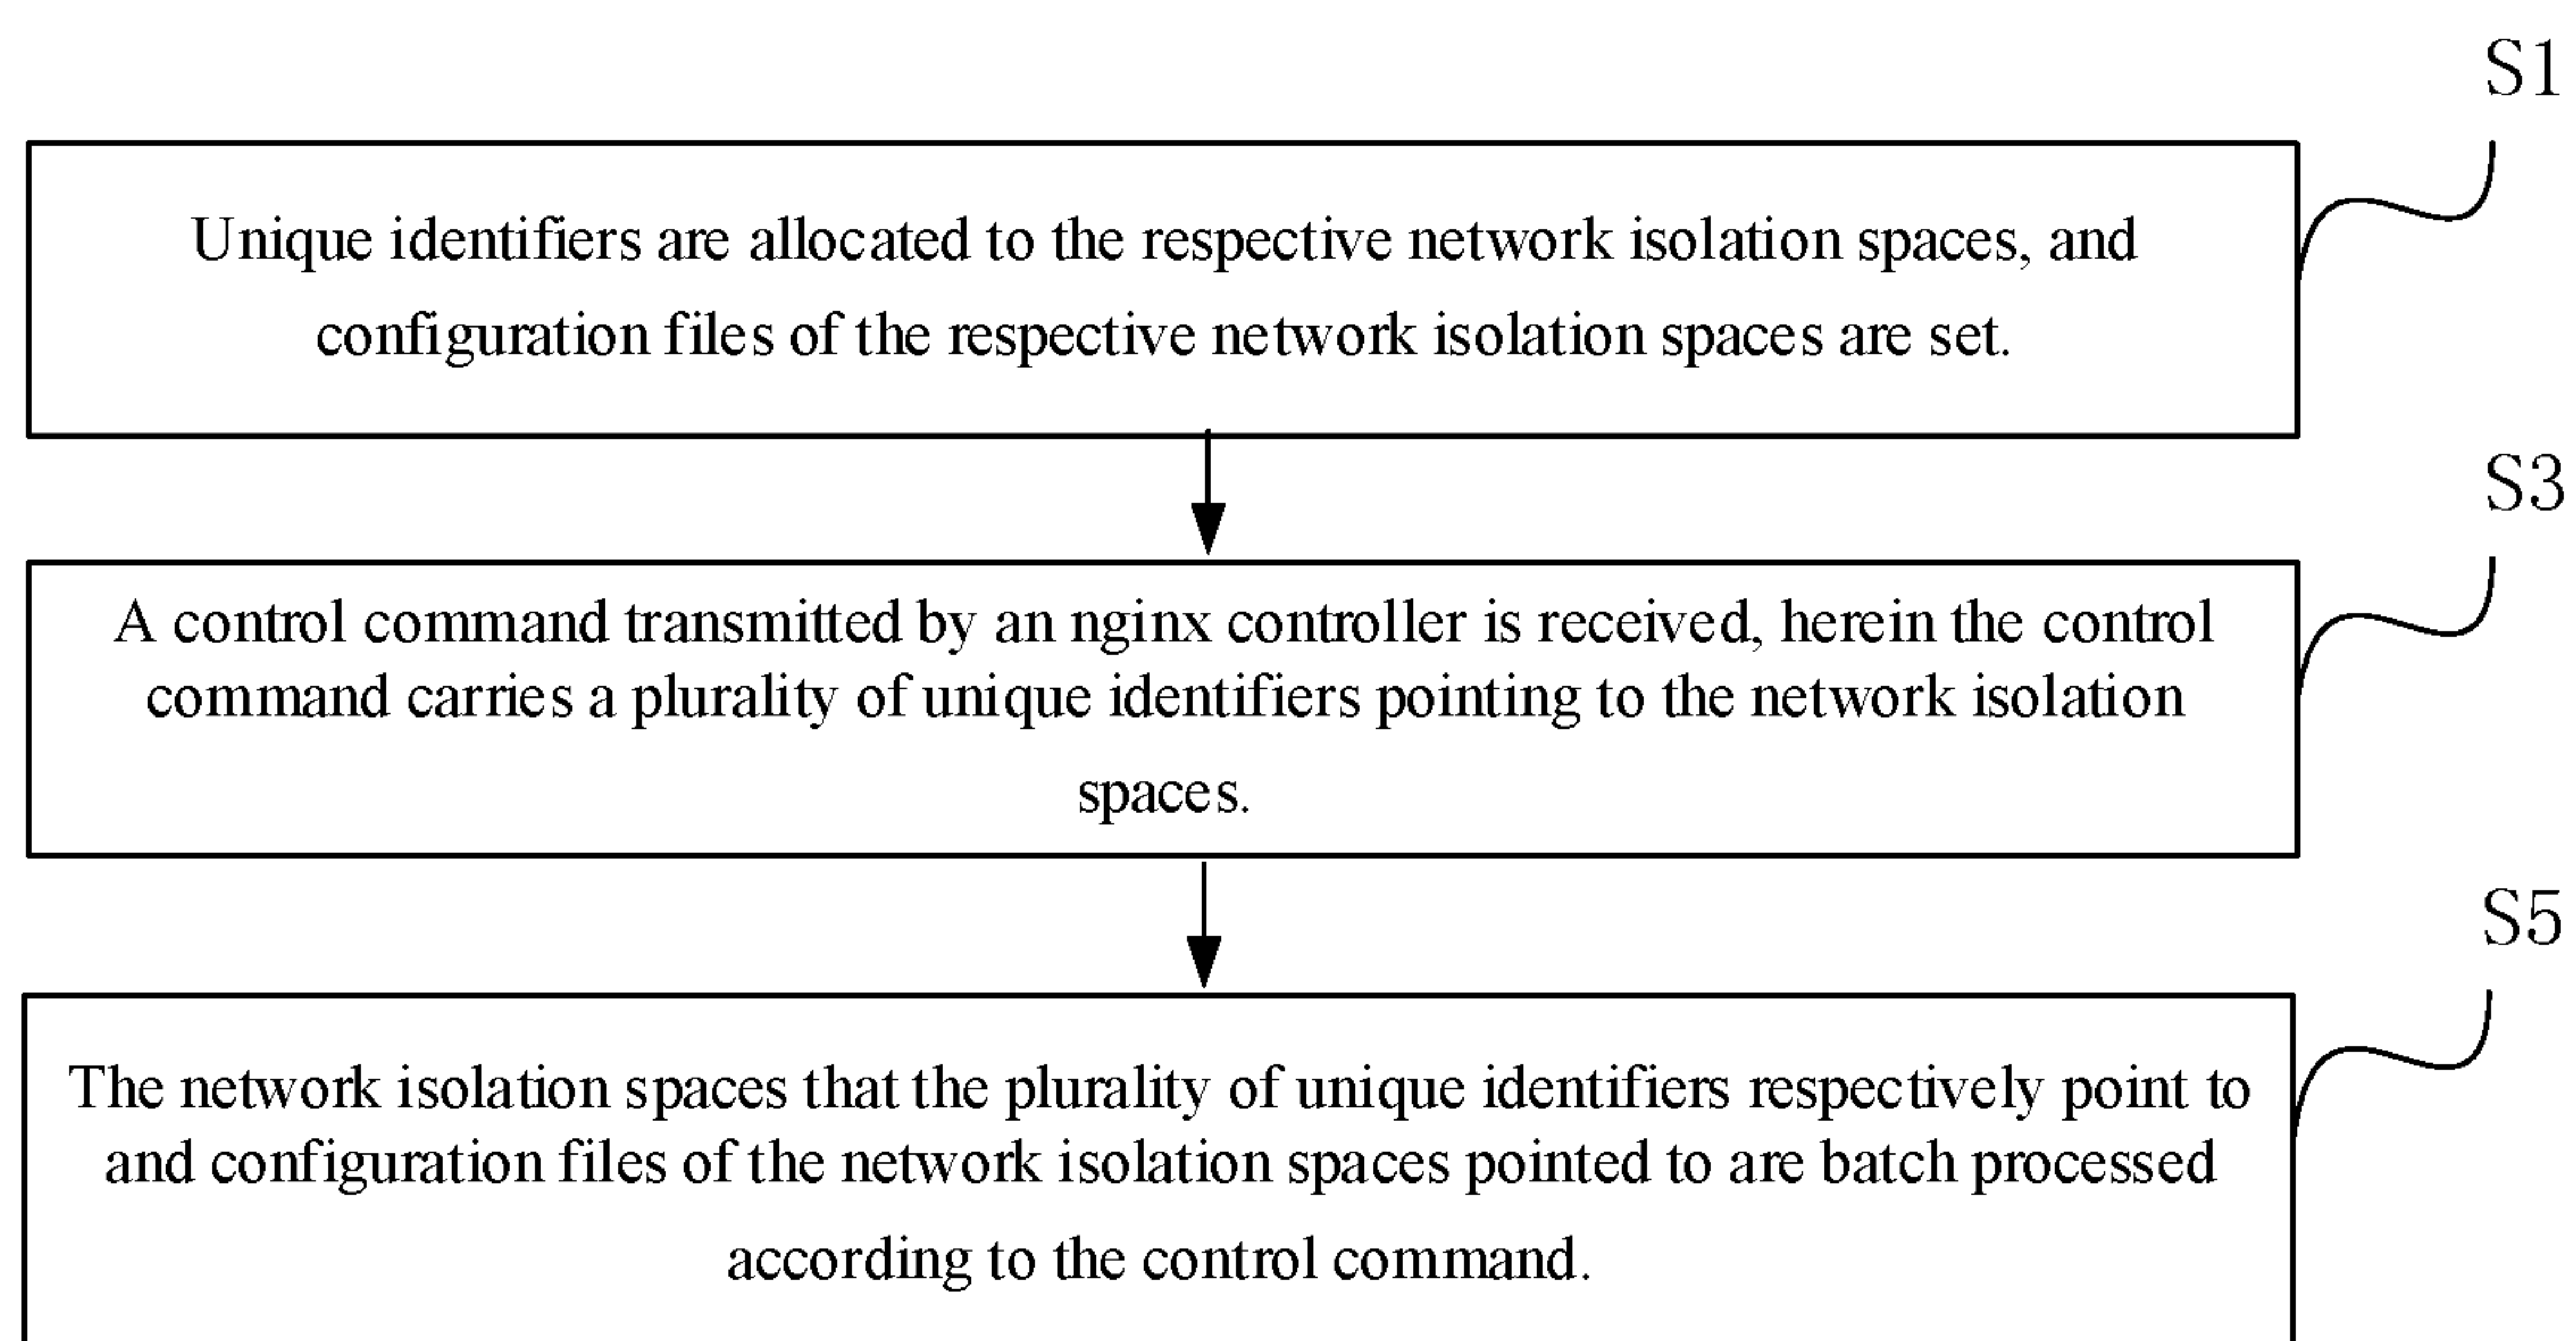 S1
Unique identifiers are allocated to the respective network isolation spaces, and
configuration files of the respective network isolation spaces are set.
S3
A control command transmitted by an nginx controller is received, herein the control
command carries a plurality of unique identifiers pointing to the network isolation
spaces.
S5
The network isolation spaces that the plurality of unique identifiers respectively point to
and configuration files of the network isolation spaces pointed to are batch processed
according to the control command.